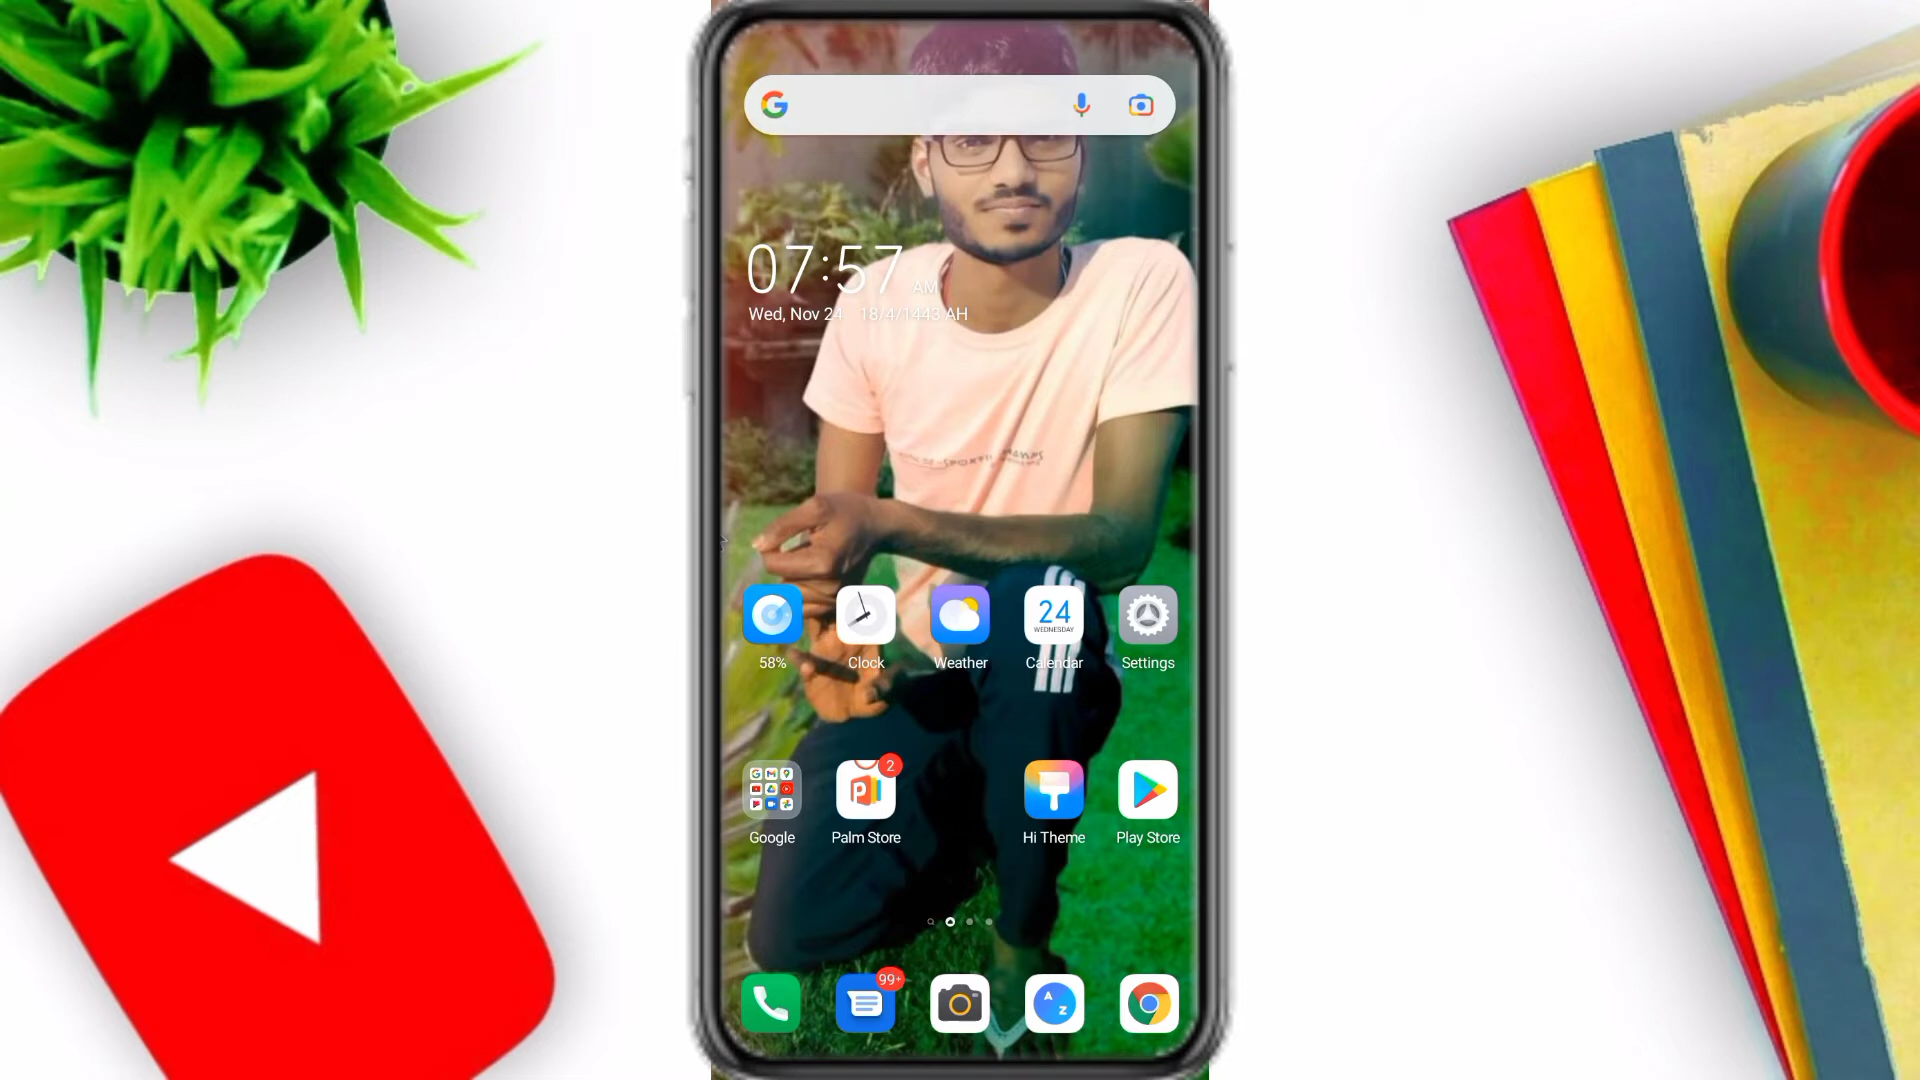 07:57 AM
Wed, Nov 24 18/4/1443 AH
24
WEDNESDAY
58%
Clock
Weather
Calendar
Settings
2
Google
Palm Store
Hi Theme
Play Store
99+
A
Z